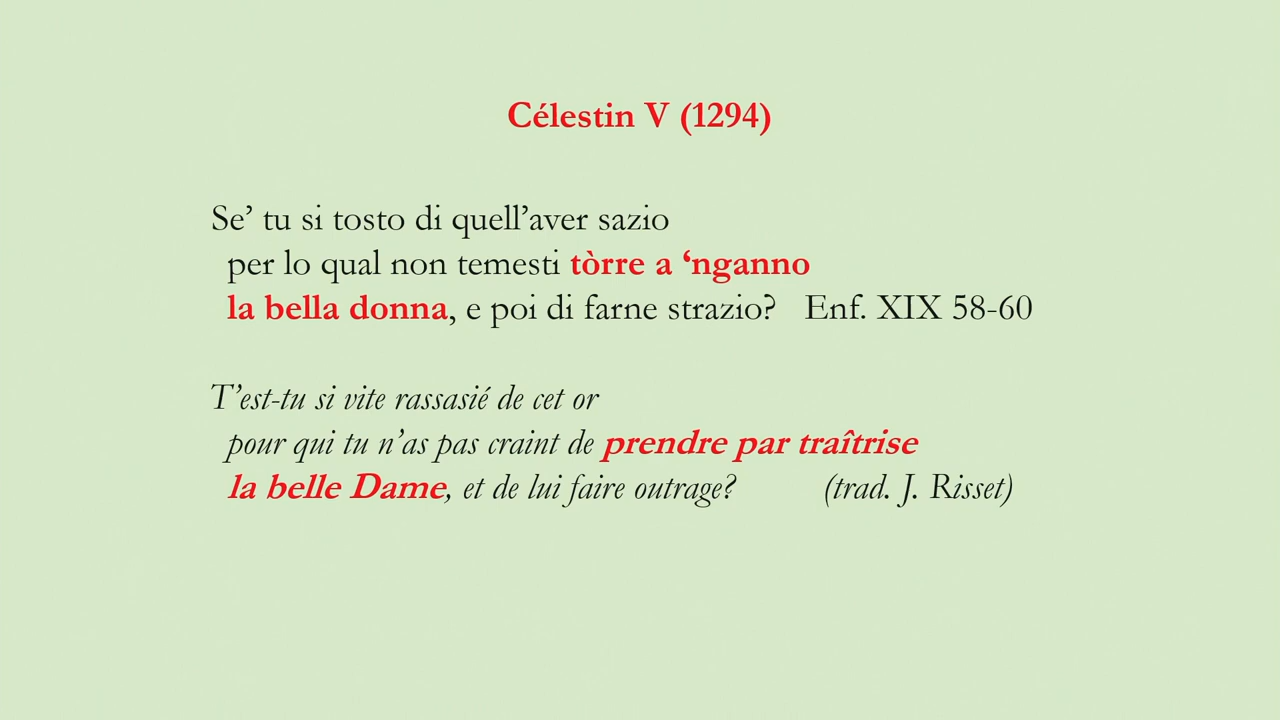 Célestin V (1294)
Se’ tu si tosto di quell’aver sazio
per lo qual non temesti tòrre a ‘nganno
la bella donna, e poi di farne strazio? Enf. XIX 58-60
T’est-tu si vite rassasié de cet or
pour qui tu n’as pas craint de prendre par traîtrise
la belle Dame, et de lui faire outrage? (trad. J. Risset)